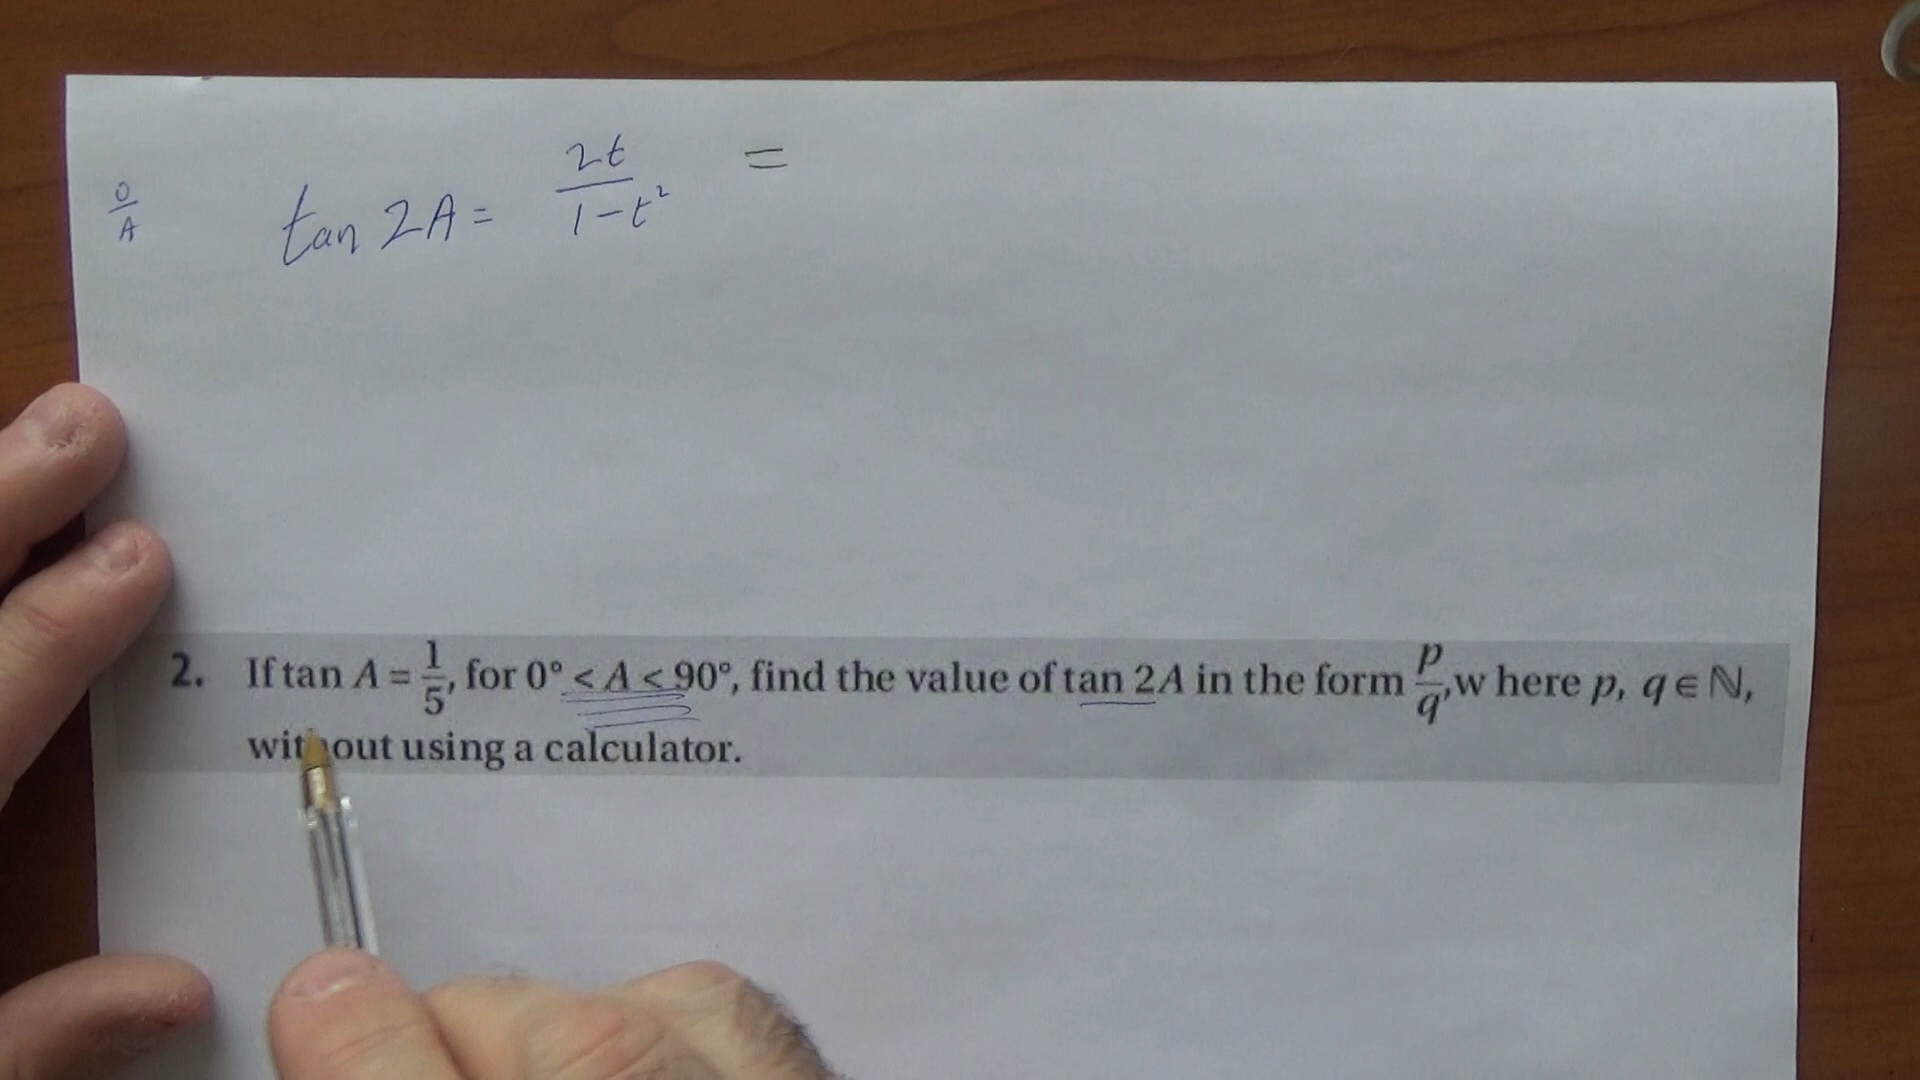 O/A tan 2A = 2t/1-t² =
2. If tan A = 1/5, for 0° < A < 90°, find the value of tan 2A in the form p/q, w here p, q ∈ ℕ,
without using a calculator.